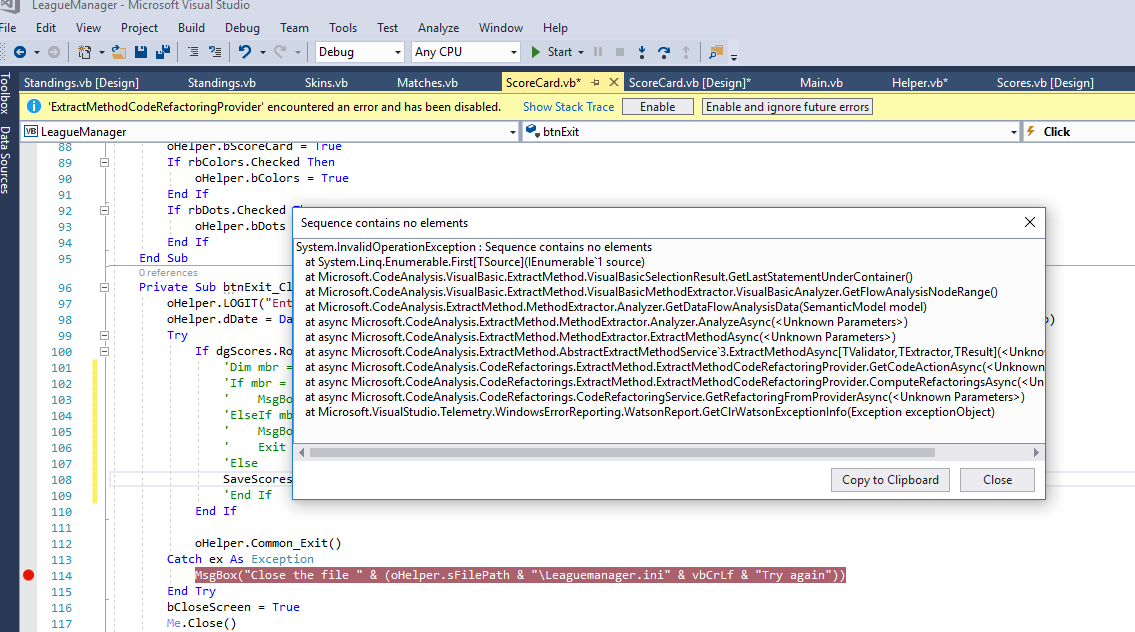 LeagueManager - Microsoft Visual Studio
File Edit View Project Build Debug Team Tools Test Analyze Window Help
Debug Any CPU Start
Toolbox
Data Sources
Standings.vb [Design] Standings.vb Skins.vb Matches.vb ScoreCard.vb* ScoreCard.vb [Design]* Main.vb Helper.vb* Scores.vb [Design]
'ExtractMethodCodeRefactoringProvider' encountered an error and has been disabled. Show Stack Trace Enable Enable and ignore future errors
VB LeagueManager btnExit Click
88 oHelper.bScoreCard = True
89 If rbColors.Checked Then
90 oHelper.bColors = True
91 End If
92 If rbDots.Checked
93 oHelper.bDots
94 End If
95 End Sub
0 references
96 Private Sub btnExit_Cl
97 oHelper.LOGIT("Ent
98 oHelper.dDate = Da
99 Try
100 If dgScores.Ro
101 'Dim mbr =
102 'If mbr =
103 ' MsgBo
104 'ElseIf mb
105 ' MsgBo
106 ' Exit
107 'Else
108 SaveScores
109 'End If
110 End If
111
112 oHelper.Common_Exit()
113 Catch ex As Exception
114 MsgBox("Close the file " & (oHelper.sFilePath & "\Leaguemanager.ini" & vbCrLf & "Try again"))
115 End Try
116 bCloseScreen = True
117 Me.Close()
Sequence contains no elements
System.InvalidOperationException : Sequence contains no elements
at System.Linq.Enumerable.First[TSource](IEnumerable`1 source)
at Microsoft.CodeAnalysis.VisualBasic.ExtractMethod.VisualBasicSelectionResult.GetLastStatementUnderContainer()
at Microsoft.CodeAnalysis.VisualBasic.ExtractMethod.VisualBasicMethodExtractor.VisualBasicAnalyzer.GetFlowAnalysisNodeRange()
at Microsoft.CodeAnalysis.ExtractMethod.MethodExtractor.Analyzer.GetDataFlowAnalysisData(SemanticModel model)
at async Microsoft.CodeAnalysis.ExtractMethod.MethodExtractor.Analyzer.AnalyzeAsync(<Unknown Parameters>)
at async Microsoft.CodeAnalysis.ExtractMethod.MethodExtractor.ExtractMethodAsync(<Unknown Parameters>)
at async Microsoft.CodeAnalysis.ExtractMethod.AbstractExtractMethodService`3.ExtractMethodAsync[TValidator,TExtractor,TResult](<Unknov
at async Microsoft.CodeAnalysis.CodeRefactorings.ExtractMethod.ExtractMethodCodeRefactoringProvider.GetCodeActionAsync(<Unknown
at async Microsoft.CodeAnalysis.CodeRefactorings.ExtractMethod.ExtractMethodCodeRefactoringProvider.ComputeRefactoringsAsync(<Un
at async Microsoft.CodeAnalysis.CodeRefactorings.CodeRefactoringService.GetRefactoringFromProviderAsync(<Unknown Parameters>)
at Microsoft.VisualStudio.Telemetry.WindowsErrorReporting.WatsonReport.GetClrWatsonExceptionInfo(Exception exceptionObject)
Copy to Clipboard Close